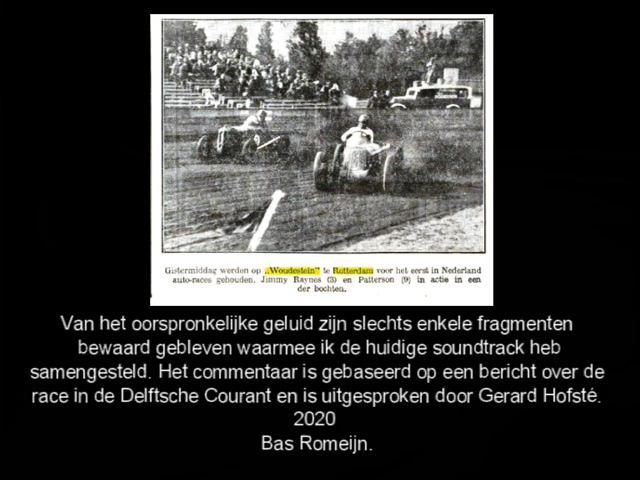 Gistermiddag werden op „Woudestein" te Rotterdam voor het eerst in Nederland
auto-races gehouden. Jimmy Raynes (3) en Patterson (9) in actie in een
der bochten.
Van het oorspronkelijke geluid zijn slechts enkele fragmenten
bewaard gebleven waarmee ik de huidige soundtrack heb
samengesteld. Het commentaar is gebaseerd op een bericht over de
race in de Delftsche Courant en is uitgesproken door Gerard Hofsté.
2020
Bas Romeijn.